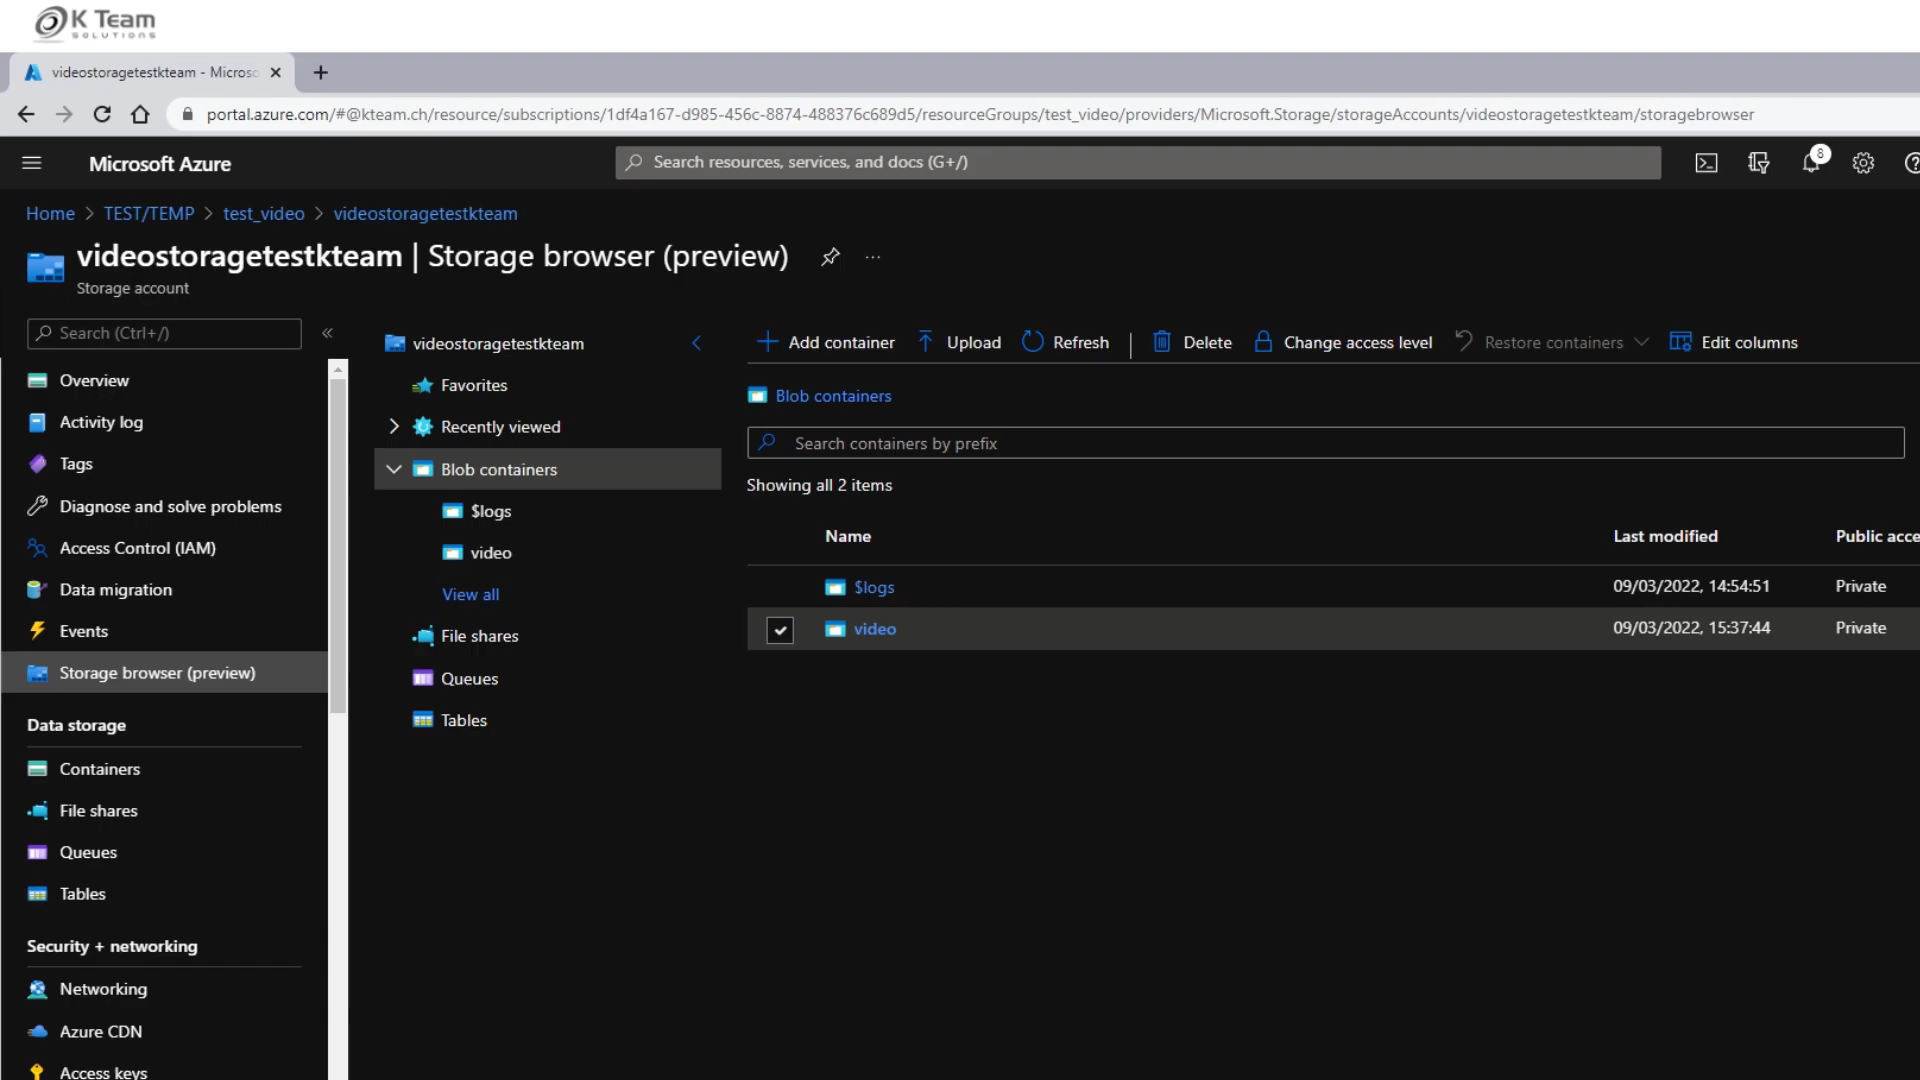 K Team
SOLUTIONS
videostoragetestkteam - Microso
portal.azure.com/#@kteam.ch/resource/subscriptions/1df4a167-d985-456c-8874-488376c689d5/resourceGroups/test_video/providers/Microsoft.Storage/storageAccounts/videostoragetestkteam/storagebrowser
Microsoft Azure
Search resources, services, and docs (G+/)
8
Home > TEST/TEMP > test_video > videostoragetestkteam
videostoragetestkteam | Storage browser (preview)
...
Storage account
Search (Ctrl+/)
«
Overview
Activity log
Tags
Diagnose and solve problems
Access Control (IAM)
Data migration
Events
Storage browser (preview)
Data storage
Containers
File shares
Queues
Tables
Security + networking
Networking
Azure CDN
Access keys
videostoragetestkteam
Favorites
Recently viewed
Blob containers
$logs
video
View all
File shares
Queues
Tables
Add container Upload Refresh | Delete Change access level Restore containers Edit columns
Blob containers
Search containers by prefix
Showing all 2 items
Name Last modified Public acce
$logs 09/03/2022, 14:54:51 Private
video 09/03/2022, 15:37:44 Private